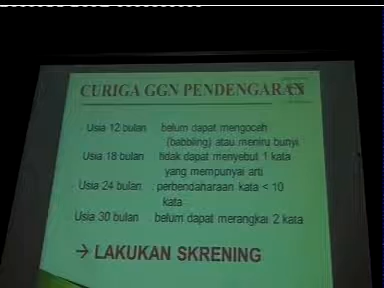 CURIGA GGN PENDENGARAN
Usia 12 bulan belum dapat mengoceh
(babbling) atau meniru bunyi
Usia 18 bulan tidak dapat menyebut 1 kata
yang mempunyai arti
Usia 24 bulan perbendaharaan kata < 10
kata
Usia 30 bulan belum dapat merangkai 2 kata
→ LAKUKAN SKRENING